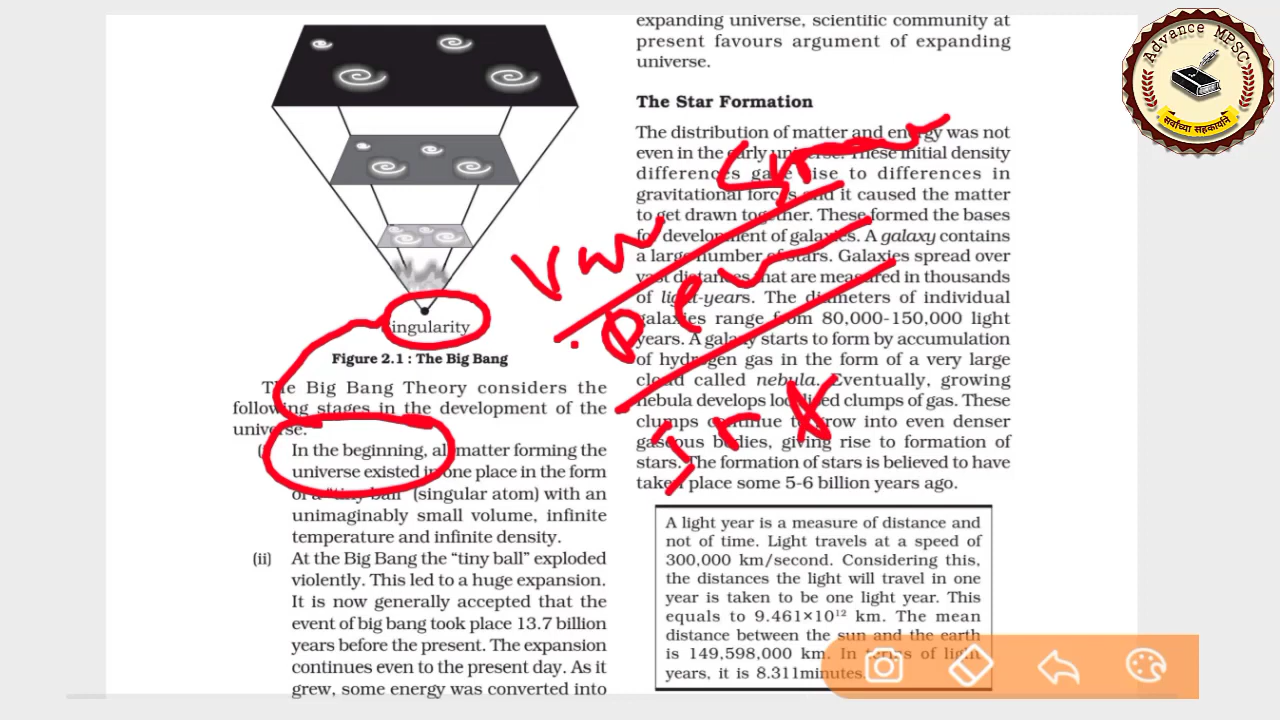 singularity
Figure 2.1 : The Big Bang
The Big Bang Theory considers the
following stages in the development of the
universe.
(i) In the beginning, all matter forming the
universe existed in one place in the form
of a “tiny ball” (singular atom) with an
unimaginably small volume, infinite
temperature and infinite density.
(ii) At the Big Bang the “tiny ball” exploded
violently. This led to a huge expansion.
It is now generally accepted that the
event of big bang took place 13.7 billion
years before the present. The expansion
continues even to the present day. As it
grew, some energy was converted into
expanding universe, scientific community at
present favours argument of expanding
universe.
The Star Formation
The distribution of matter and energy was not
even in the early universe. These initial density
differences gave rise to differences in
gravitational forces and it caused the matter
to get drawn together. These formed the bases
for development of galaxies. A galaxy contains
a large number of stars. Galaxies spread over
vast distances that are measured in thousands
of light-years. The diameters of individual
galaxies range from 80,000-150,000 light
years. A galaxy starts to form by accumulation
of hydrogen gas in the form of a very large
cloud called nebula. Eventually, growing
nebula develops localised clumps of gas. These
clumps continue to grow into even denser
gaseous bodies, giving rise to formation of
stars. The formation of stars is believed to have
taken place some 5-6 billion years ago.
A light year is a measure of distance and
not of time. Light travels at a speed of
300,000 km/second. Considering this,
the distances the light will travel in one
year is taken to be one light year. This
equals to 9.461×10¹² km. The mean
distance between the sun and the earth
is 149,598,000 km. In terms of light
years, it is 8.311minutes.
Advance MPSC
सर्वांच्या सहकार्याने